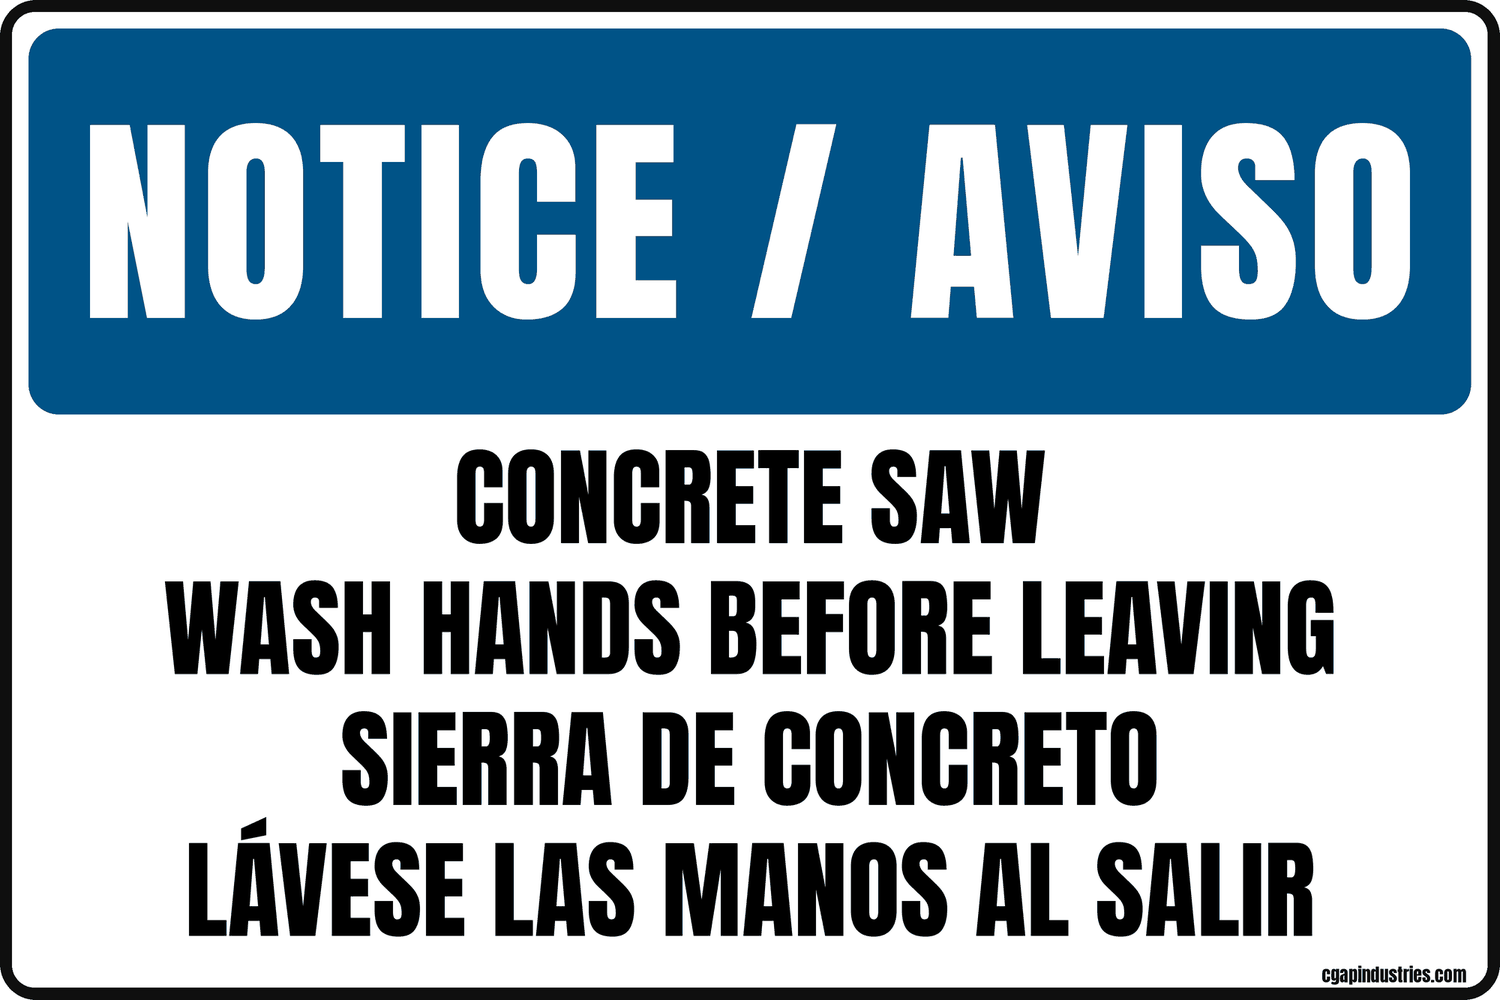 NOTICE / AVISO
CONCRETE SAW
WASH HANDS BEFORE LEAVING
SIERRA DE CONCRETO
LÁVESE LAS MANOS AL SALIR
cgapindustries.com